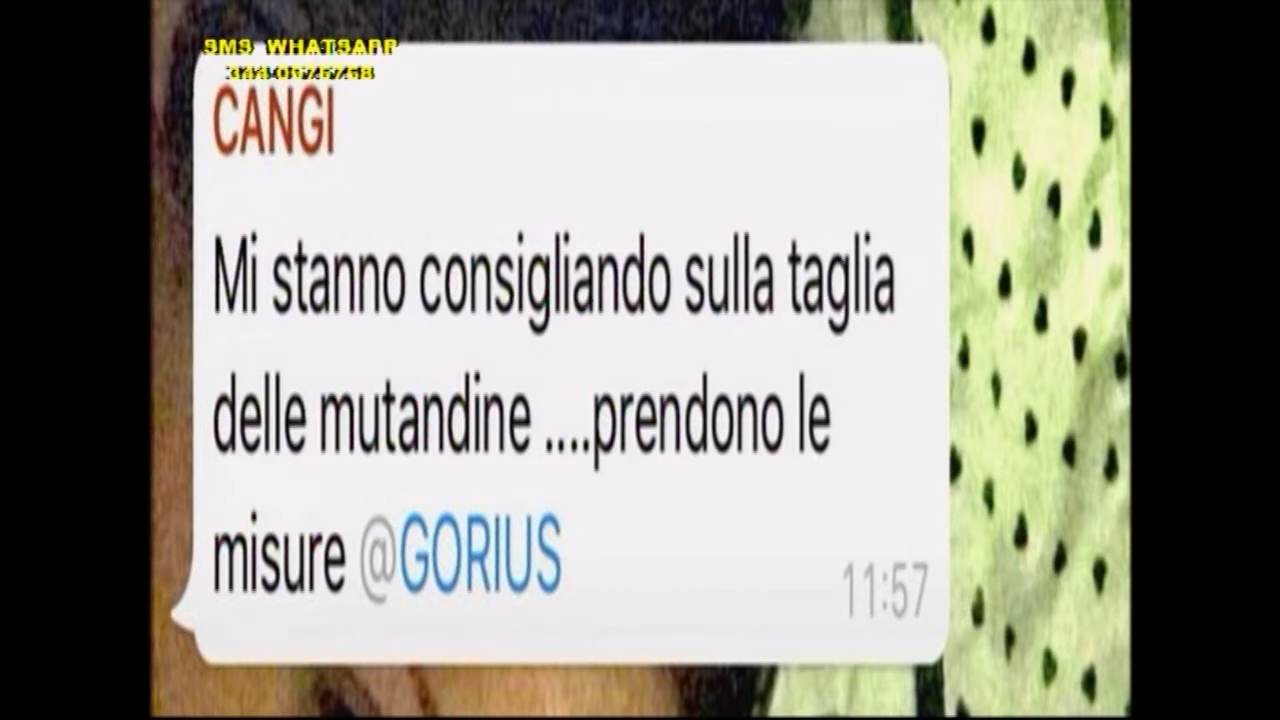 SMS WHATSAPP
CANGI
Mi stanno consigliando sulla taglia
delle mutandine ....prendono le
misure @GORIUS
11:57